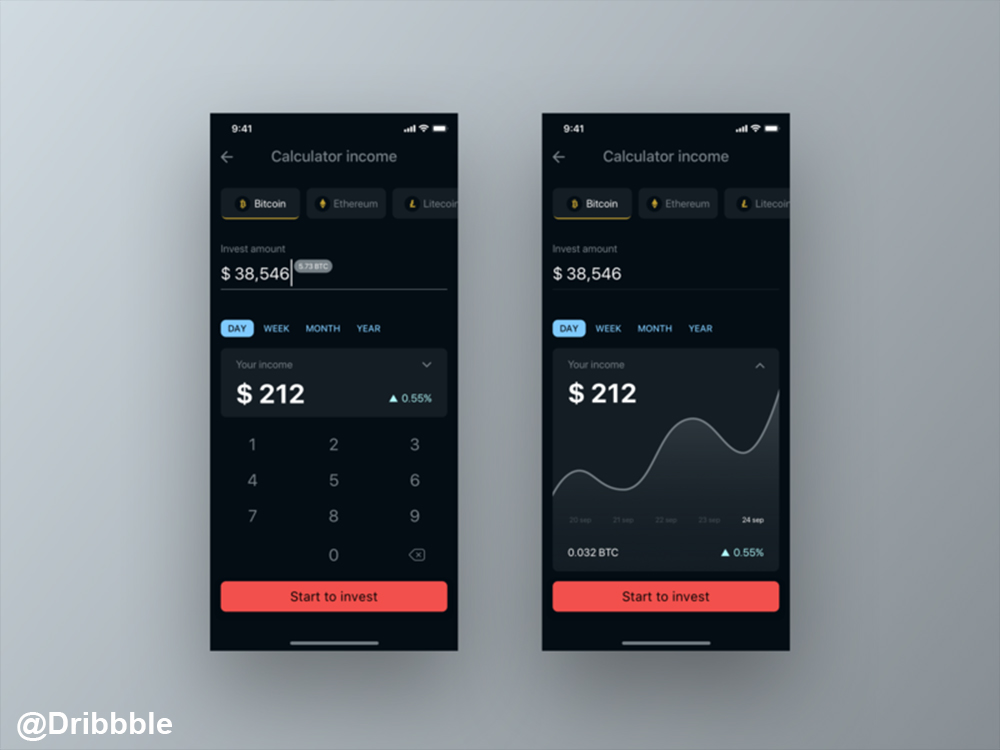 9:41
Calculator income
Bitcoin
Ethereum
Litecoin
Invest amount
$ 38,546
5.73 BTC
DAY WEEK MONTH YEAR
Your income
$ 212
▲ 0.55%
1 2 3
4 5 6
7 8 9
0
Start to invest
9:41
Calculator income
Bitcoin
Ethereum
Litecoin
Invest amount
$ 38,546
DAY WEEK MONTH YEAR
Your income
$ 212
20 sep 21 sep 22 sep 23 sep 24 sep
0.032 BTC
▲ 0.55%
Start to invest
@Dribbble